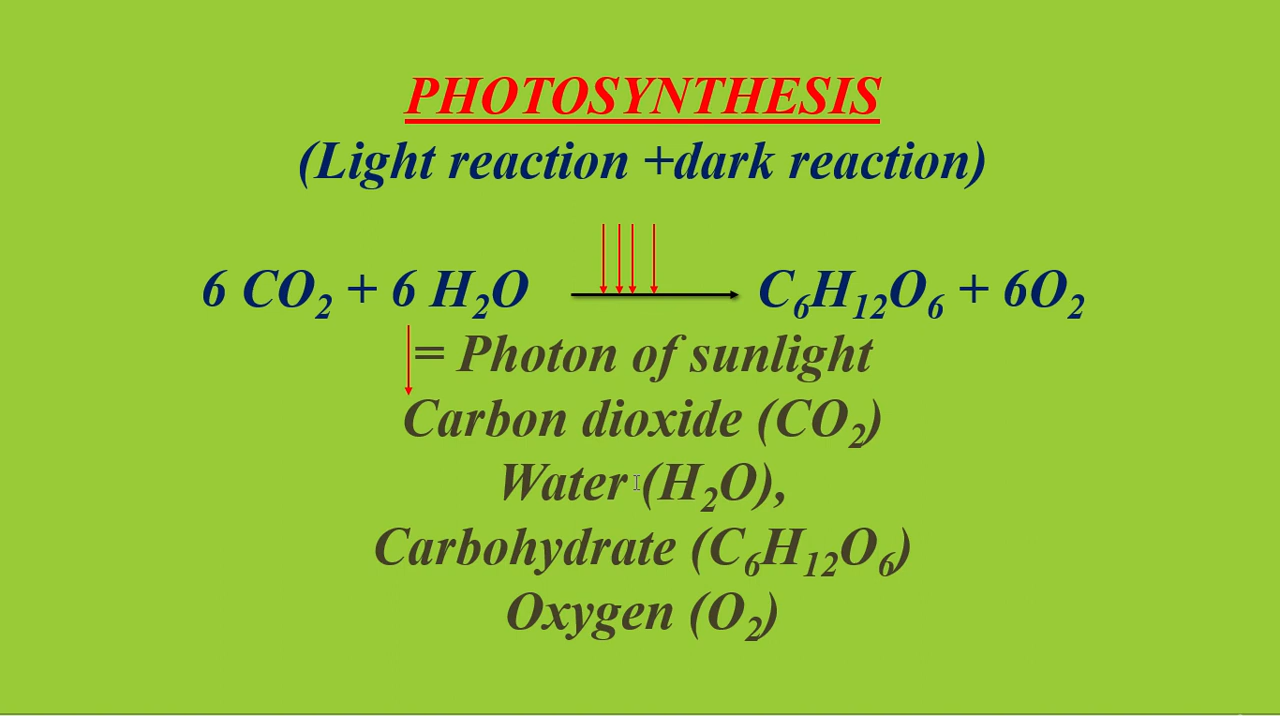 PHOTOSYNTHESIS
(Light reaction +dark reaction)
6 CO₂ + 6 H₂O → C₆H₁₂O₆ + 6O₂
= Photon of sunlight
Carbon dioxide (CO₂)
Water (H₂O),
Carbohydrate (C₆H₁₂O₆)
Oxygen (O₂)